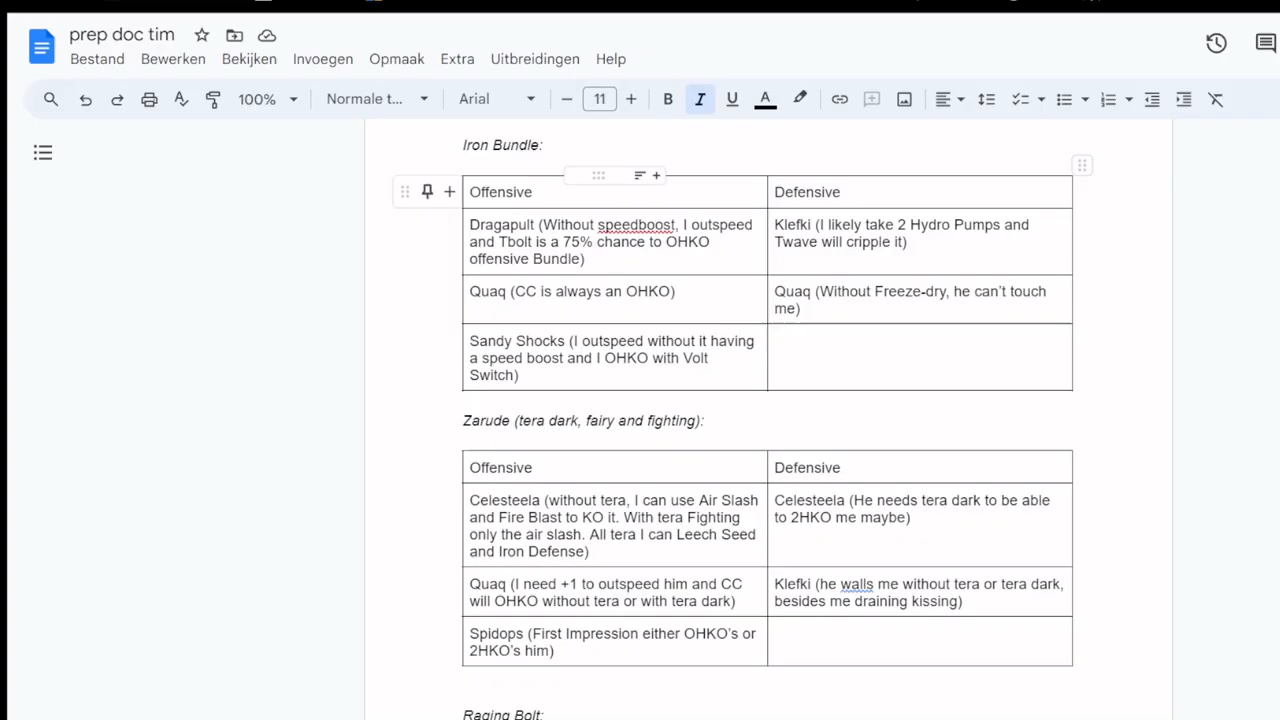 prep doc tim
Bestand Bewerken Bekijken Invoegen Opmaak Extra Uitbreidingen Help
100% Normale t... Arial 11 B I U A
Iron Bundle:
Offensive
Defensive
Dragapult (Without speedboost, I outspeed
and Tbolt is a 75% chance to OHKO
offensive Bundle)
Klefki (I likely take 2 Hydro Pumps and
Twave will cripple it)
Quaq (CC is always an OHKO)
Quaq (Without Freeze-dry, he can’t touch
me)
Sandy Shocks (I outspeed without it having
a speed boost and I OHKO with Volt
Switch)
Zarude (tera dark, fairy and fighting):
Offensive
Defensive
Celesteela (without tera, I can use Air Slash
and Fire Blast to KO it. With tera Fighting
only the air slash. All tera I can Leech Seed
and Iron Defense)
Celesteela (He needs tera dark to be able
to 2HKO me maybe)
Quaq (I need +1 to outspeed him and CC
will OHKO without tera or with tera dark)
Klefki (he walls me without tera or tera dark,
besides me draining kissing)
Spidops (First Impression either OHKO’s or
2HKO’s him)
Raging Bolt: